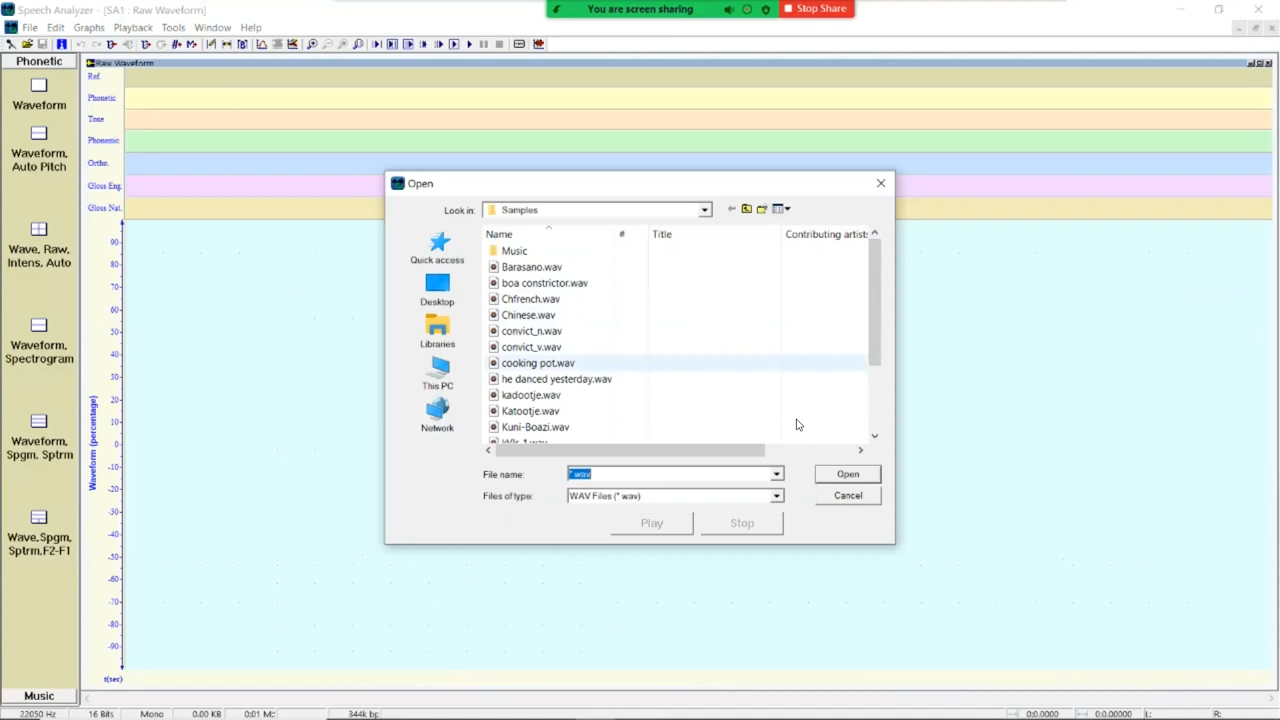 Speech Analyzer - [SA1 : Raw Waveform]
You are screen sharing
Stop Share
File Edit Graphs Playback Tools Window Help
Phonetic
Raw Waveform
Ref.
Phonetic
Tone
Phonemic
Ortho.
Gloss Eng.
Gloss Nat.
Waveform
Waveform,
Auto Pitch
Wave, Raw,
Intens, Auto
Waveform,
Spectrogram
Waveform,
Spgm, Sptrm
Wave,Spgm,
Sptrm,F2-F1
Music
Waveform (percentage)
90
80
70
60
50
40
30
20
10
0
-10
-20
-30
-40
-50
-60
-70
-80
-90
t(sec)
Open
Look in: Samples
Quick access
Desktop
Libraries
This PC
Network
Name # Title Contributing artist
Music
Barasano.wav
boa constrictor.wav
Chfrench.wav
Chinese.wav
convict_n.wav
convict_v.wav
cooking pot.wav
he danced yesterday.wav
kadootje.wav
Katootje.wav
Kuni-Boazi.wav
File name: *.wav Open
Files of type: WAV Files (*.wav) Cancel
Play Stop
22050 Hz 16 Bits Mono 0.00 KB 0:01 M: 344k bp 0:0.0000 0:0.00000 L: R: